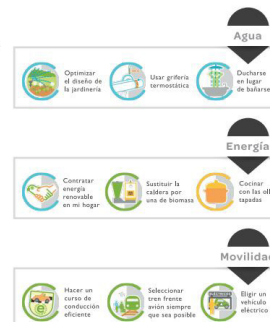 Agua
Optimizar
el diseño de
la jardinería
Usar grifería
termostática
Ducharse
en lugar
de bañarse
Energía
Contratar
energía
renovable
en mi hogar
Sustituir la
caldera por
una de biomasa
Cocinar
con las oll
tapadas
Movilidad
Hacer un
curso de
conducción
eficiente
Seleccionar
tren frente
avión siempre
que sea posible
Eligir un
vehículo
eléctrico